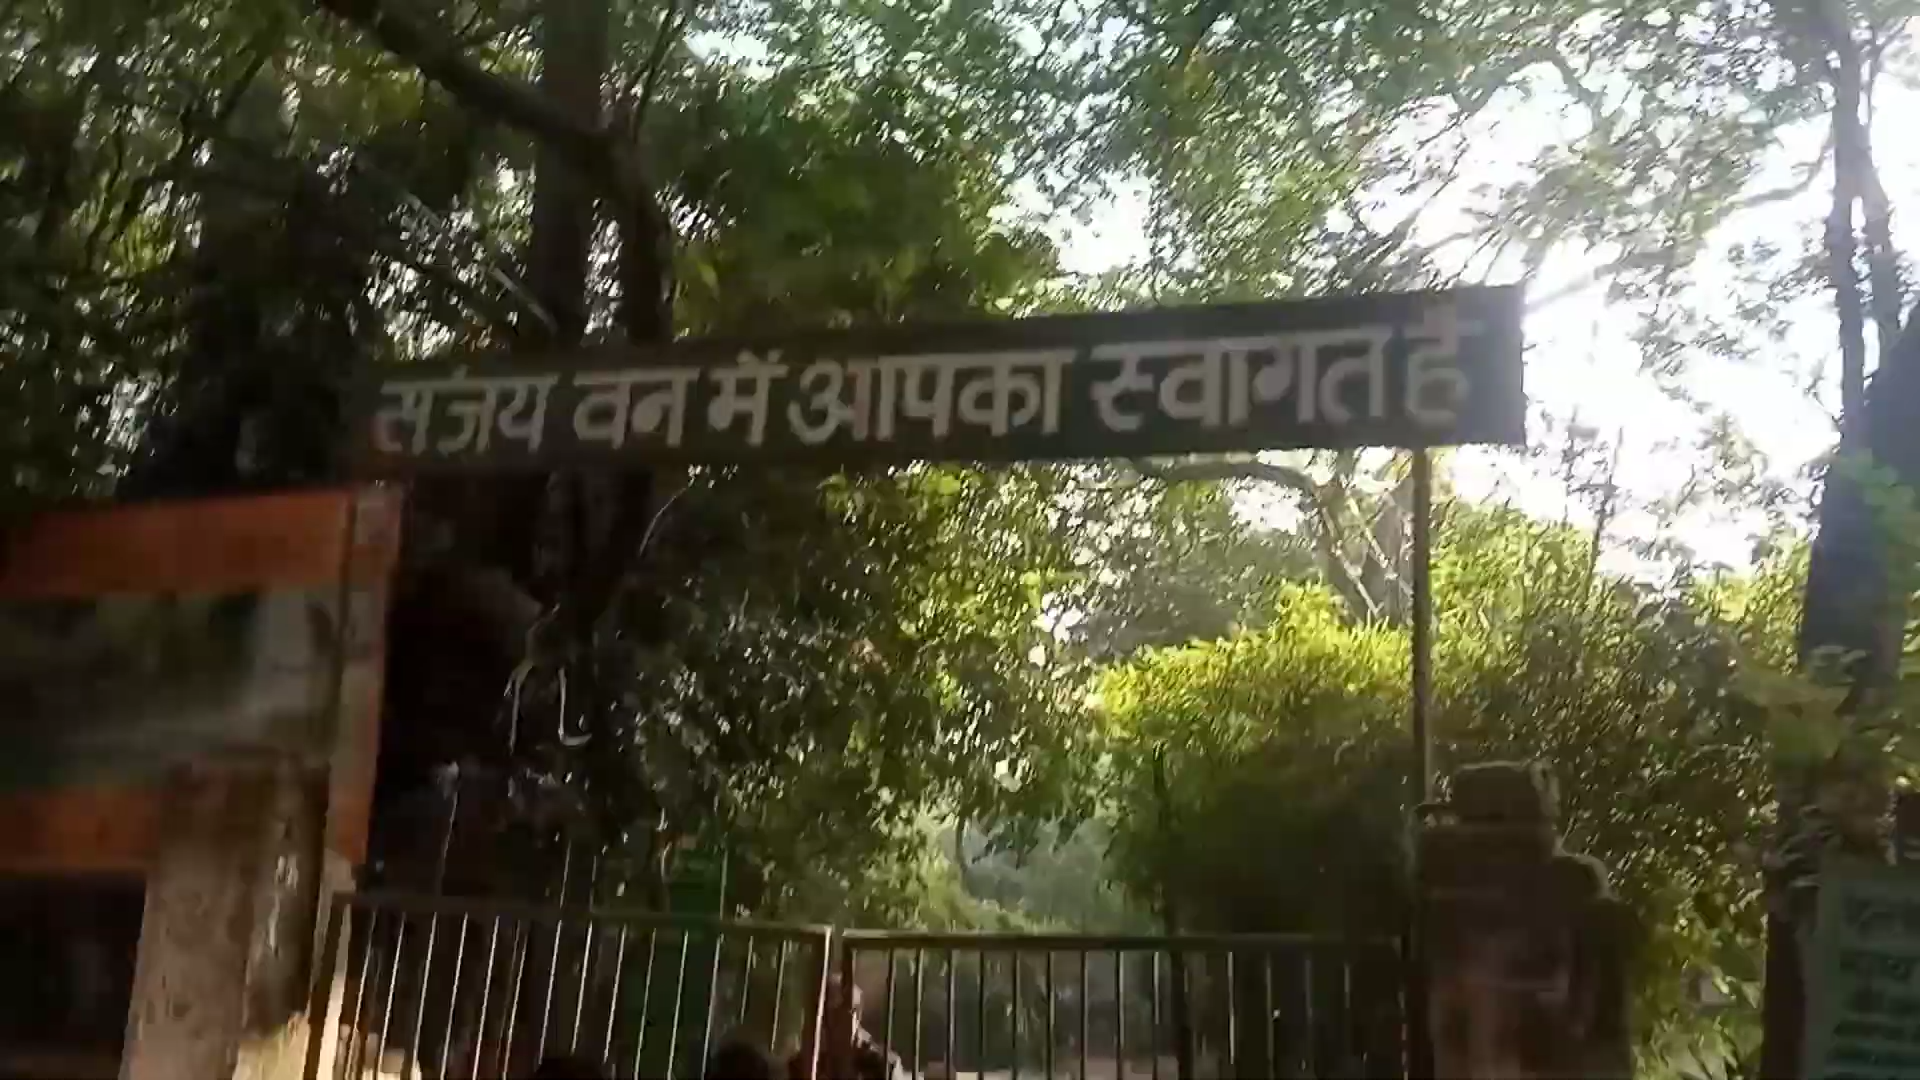 संजय वन में आपका स्वागत है